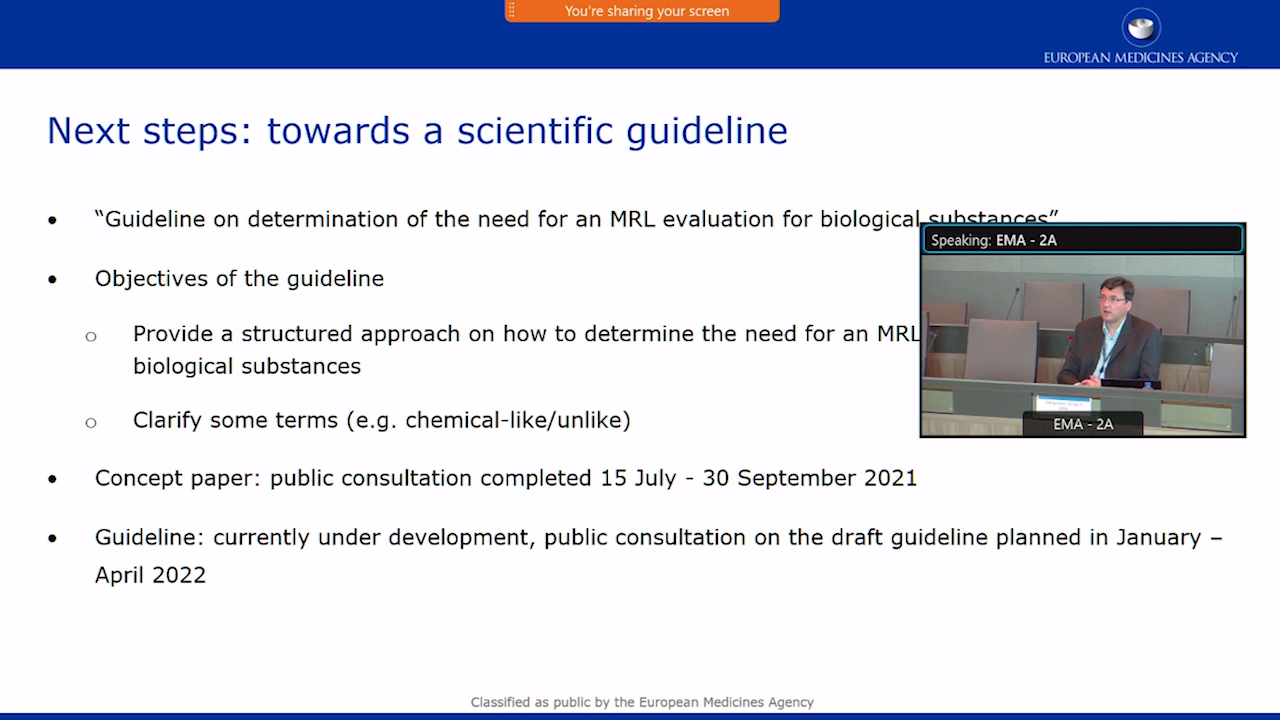 You're sharing your screen
EUROPEAN MEDICINES AGENCY
Next steps: towards a scientific guideline
• “Guideline on determination of the need for an MRL evaluation for biological substances”
• Objectives of the guideline
o Provide a structured approach on how to determine the need for an MRL
biological substances
o Clarify some terms (e.g. chemical-like/unlike)
• Concept paper: public consultation completed 15 July - 30 September 2021
• Guideline: currently under development, public consultation on the draft guideline planned in January –
April 2022
Speaking: EMA - 2A
EMA - 2A
Classified as public by the European Medicines Agency